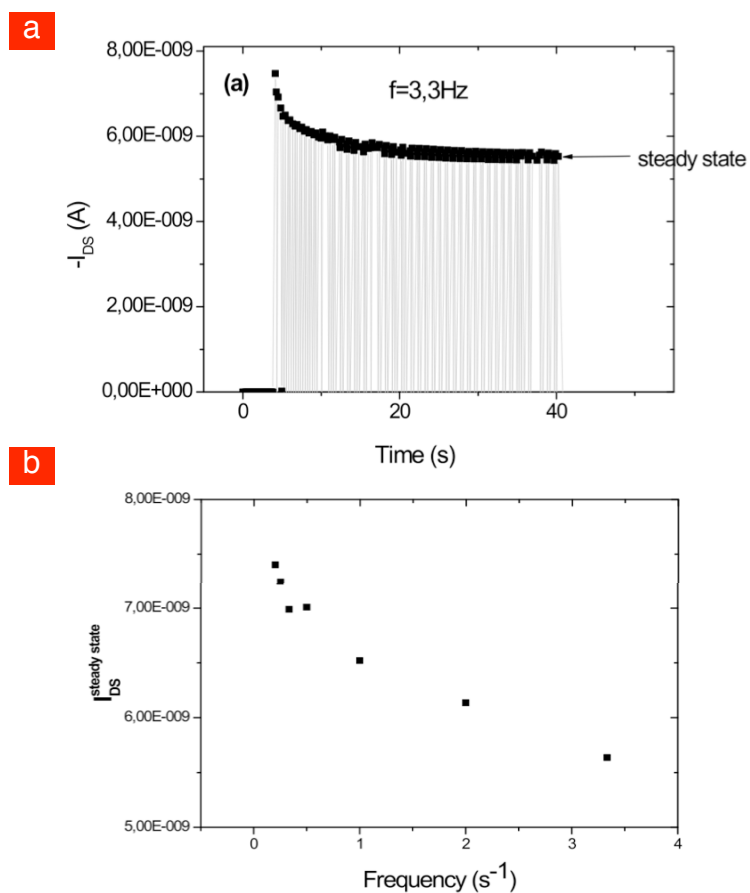 a
8,00E-009
(a)
f=3,3Hz
6,00E-009
steady state
4,00E-009
-I_DS (A)
2,00E-009
0,00E+000
0 20 40
Time (s)
b
8,00E-009
7,00E-009
I_DS^steady state
6,00E-009
5,00E-009
0 1 2 3 4
Frequency (s⁻¹)